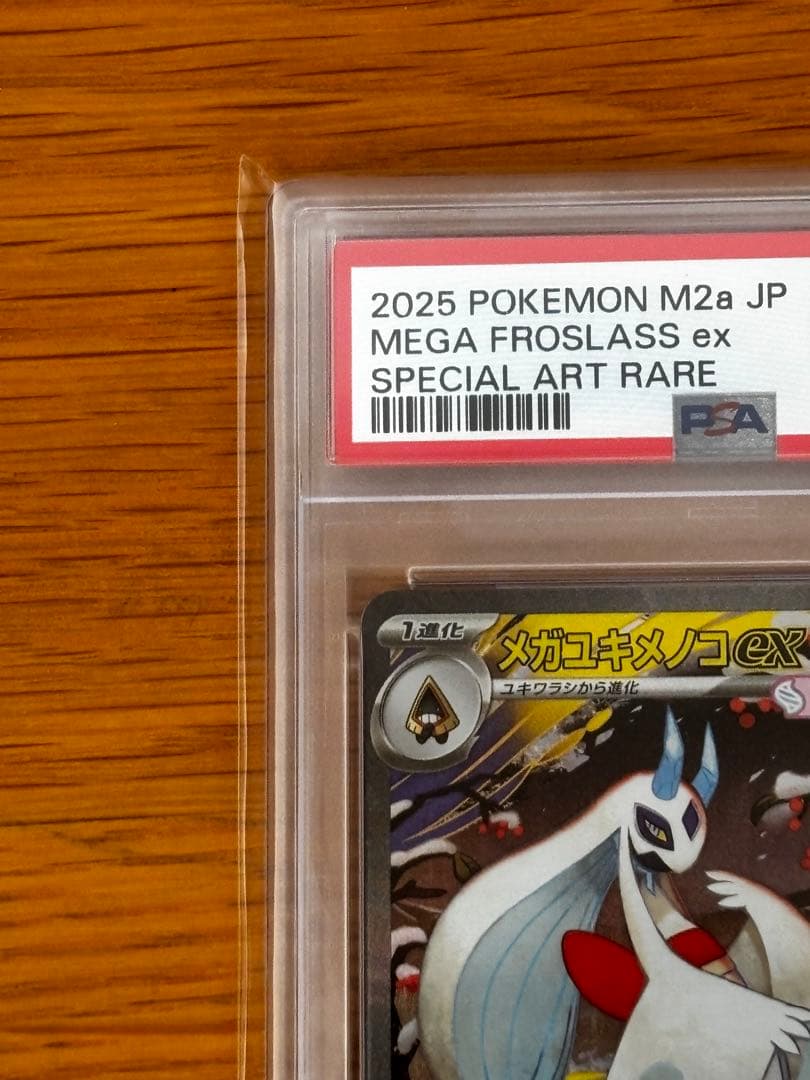 2025 POKEMON M2a JP
MEGA FROSLASS ex
SPECIAL ART RARE
PSA
1進化
メガユキメノコex
ユキワラシから進化